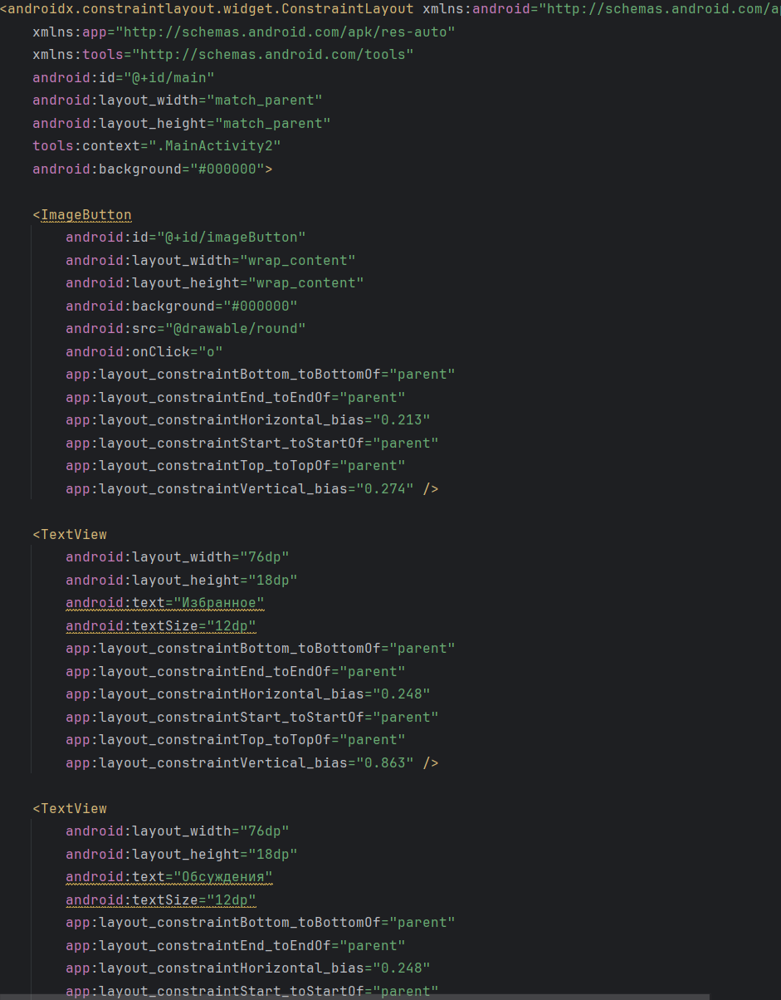 <androidx.constraintlayout.widget.ConstraintLayout xmlns:android="http://schemas.android.com/ap
xmlns:app="http://schemas.android.com/apk/res-auto"
xmlns:tools="http://schemas.android.com/tools"
android:id="@+id/main"
android:layout_width="match_parent"
android:layout_height="match_parent"
tools:context=".MainActivity2"
android:background="#000000">
<ImageButton
android:id="@+id/imageButton"
android:layout_width="wrap_content"
android:layout_height="wrap_content"
android:background="#000000"
android:src="@drawable/round"
android:onClick="o"
app:layout_constraintBottom_toBottomOf="parent"
app:layout_constraintEnd_toEndOf="parent"
app:layout_constraintHorizontal_bias="0.213"
app:layout_constraintStart_toStartOf="parent"
app:layout_constraintTop_toTopOf="parent"
app:layout_constraintVertical_bias="0.274" />
<TextView
android:layout_width="76dp"
android:layout_height="18dp"
android:text="Избранное"
android:textSize="12dp"
app:layout_constraintBottom_toBottomOf="parent"
app:layout_constraintEnd_toEndOf="parent"
app:layout_constraintHorizontal_bias="0.248"
app:layout_constraintStart_toStartOf="parent"
app:layout_constraintTop_toTopOf="parent"
app:layout_constraintVertical_bias="0.863" />
<TextView
android:layout_width="76dp"
android:layout_height="18dp"
android:text="Обсуждения"
android:textSize="12dp"
app:layout_constraintBottom_toBottomOf="parent"
app:layout_constraintEnd_toEndOf="parent"
app:layout_constraintHorizontal_bias="0.248"
app:layout_constraintStart_toStartOf="parent"